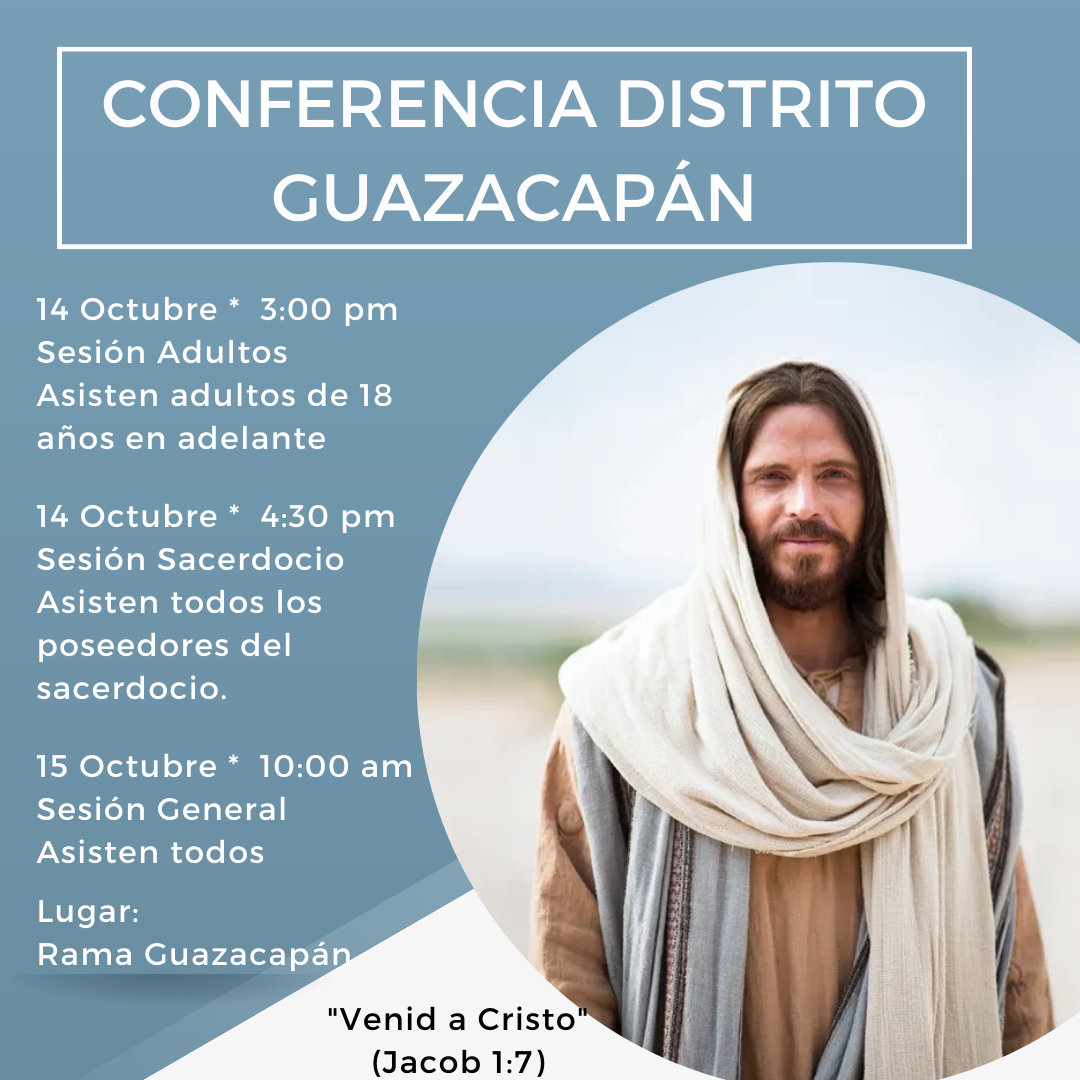 CONFERENCIA DISTRITO
GUAZACAPÁN
14 Octubre *  3:00 pm
Sesión Adultos
Asisten adultos de 18
años en adelante
14 Octubre *  4:30 pm
Sesión Sacerdocio
Asisten todos los
poseedores del
sacerdocio.
15 Octubre *  10:00 am
Sesión General
Asisten todos
Lugar:
Rama Guazacapán
"Venid a Cristo"
(Jacob 1:7)